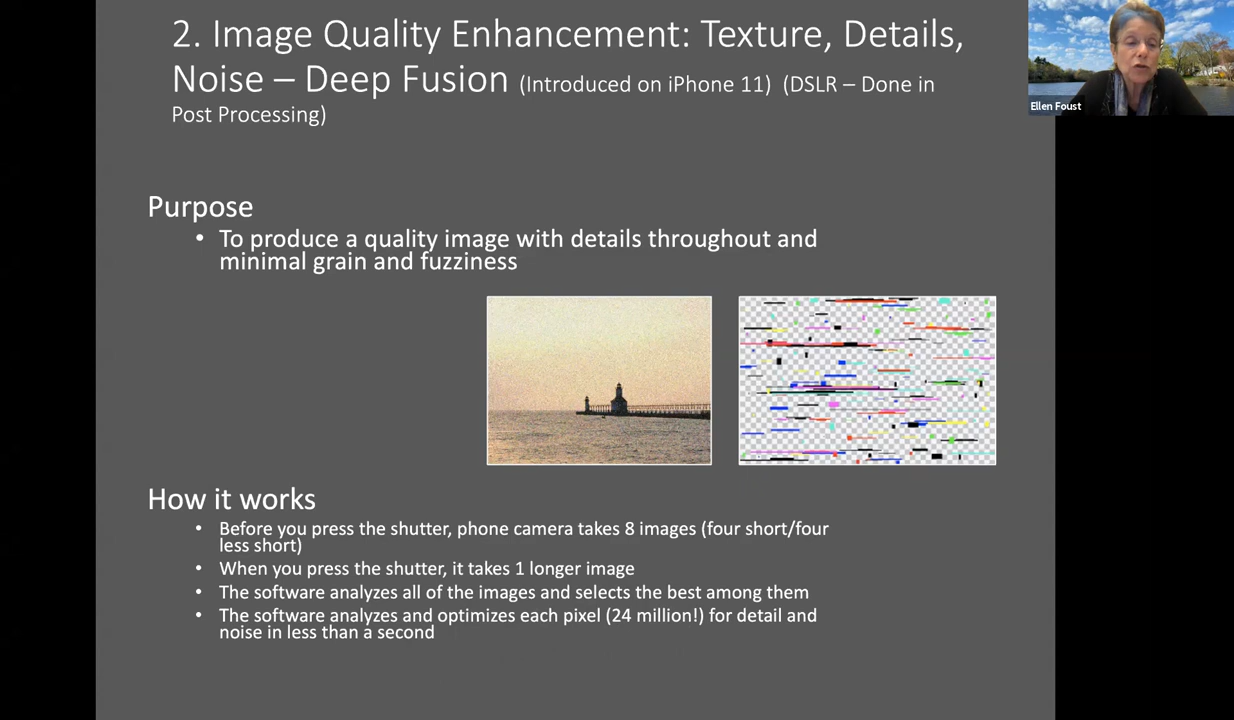 2. Image Quality Enhancement: Texture, Details,
Noise – Deep Fusion (Introduced on iPhone 11) (DSLR – Done in
Post Processing)
Ellen Foust
Purpose
• To produce a quality image with details throughout and
minimal grain and fuzziness
How it works
• Before you press the shutter, phone camera takes 8 images (four short/four
less short)
• When you press the shutter, it takes 1 longer image
• The software analyzes all of the images and selects the best among them
• The software analyzes and optimizes each pixel (24 million!) for detail and
noise in less than a second